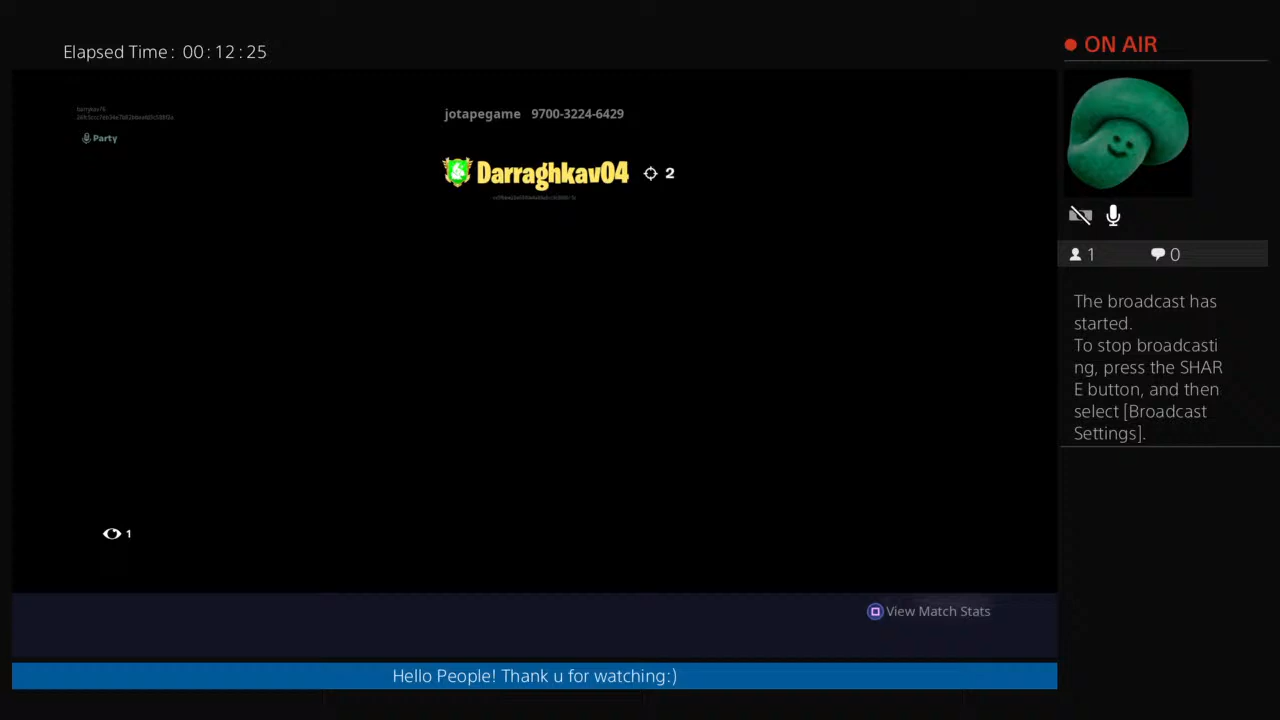 Elapsed Time: 00:12:25
ON AIR
barrykav76
Party
jotapegame 9700-3224-6429
Darraghkav04 2
1 0
The broadcast has
started.
To stop broadcasti
ng, press the SHAR
E button, and then
select [Broadcast
Settings].
1
View Match Stats
Hello People! Thank u for watching:)